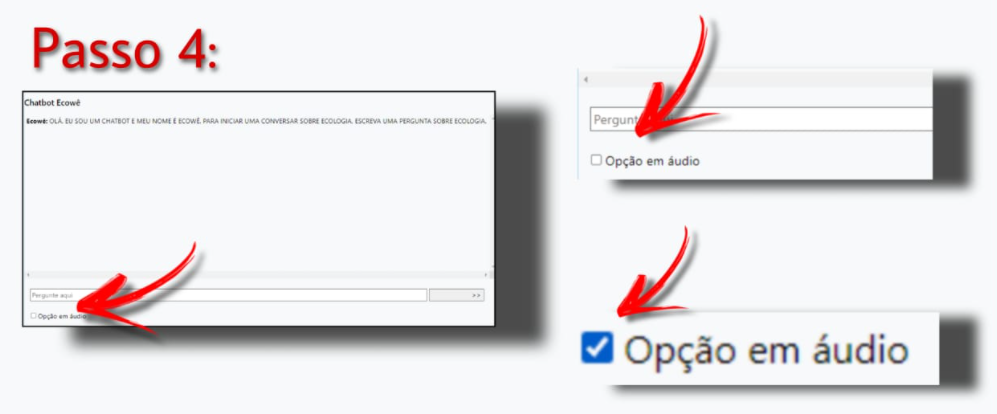 Passo 4:
Chatbot Ecowê
Ecowê: OLÁ. EU SOU UM CHATBOT E MEU NOME É ECOWÊ. PARA INICIAR UMA CONVERSAR SOBRE ECOLOGIA. ESCREVA UMA PERGUNTA SOBRE ECOLOGIA.
Pergunte aqui
>>
Opção em áudio
Pergunt
Opção em áudio
Opção em áudio